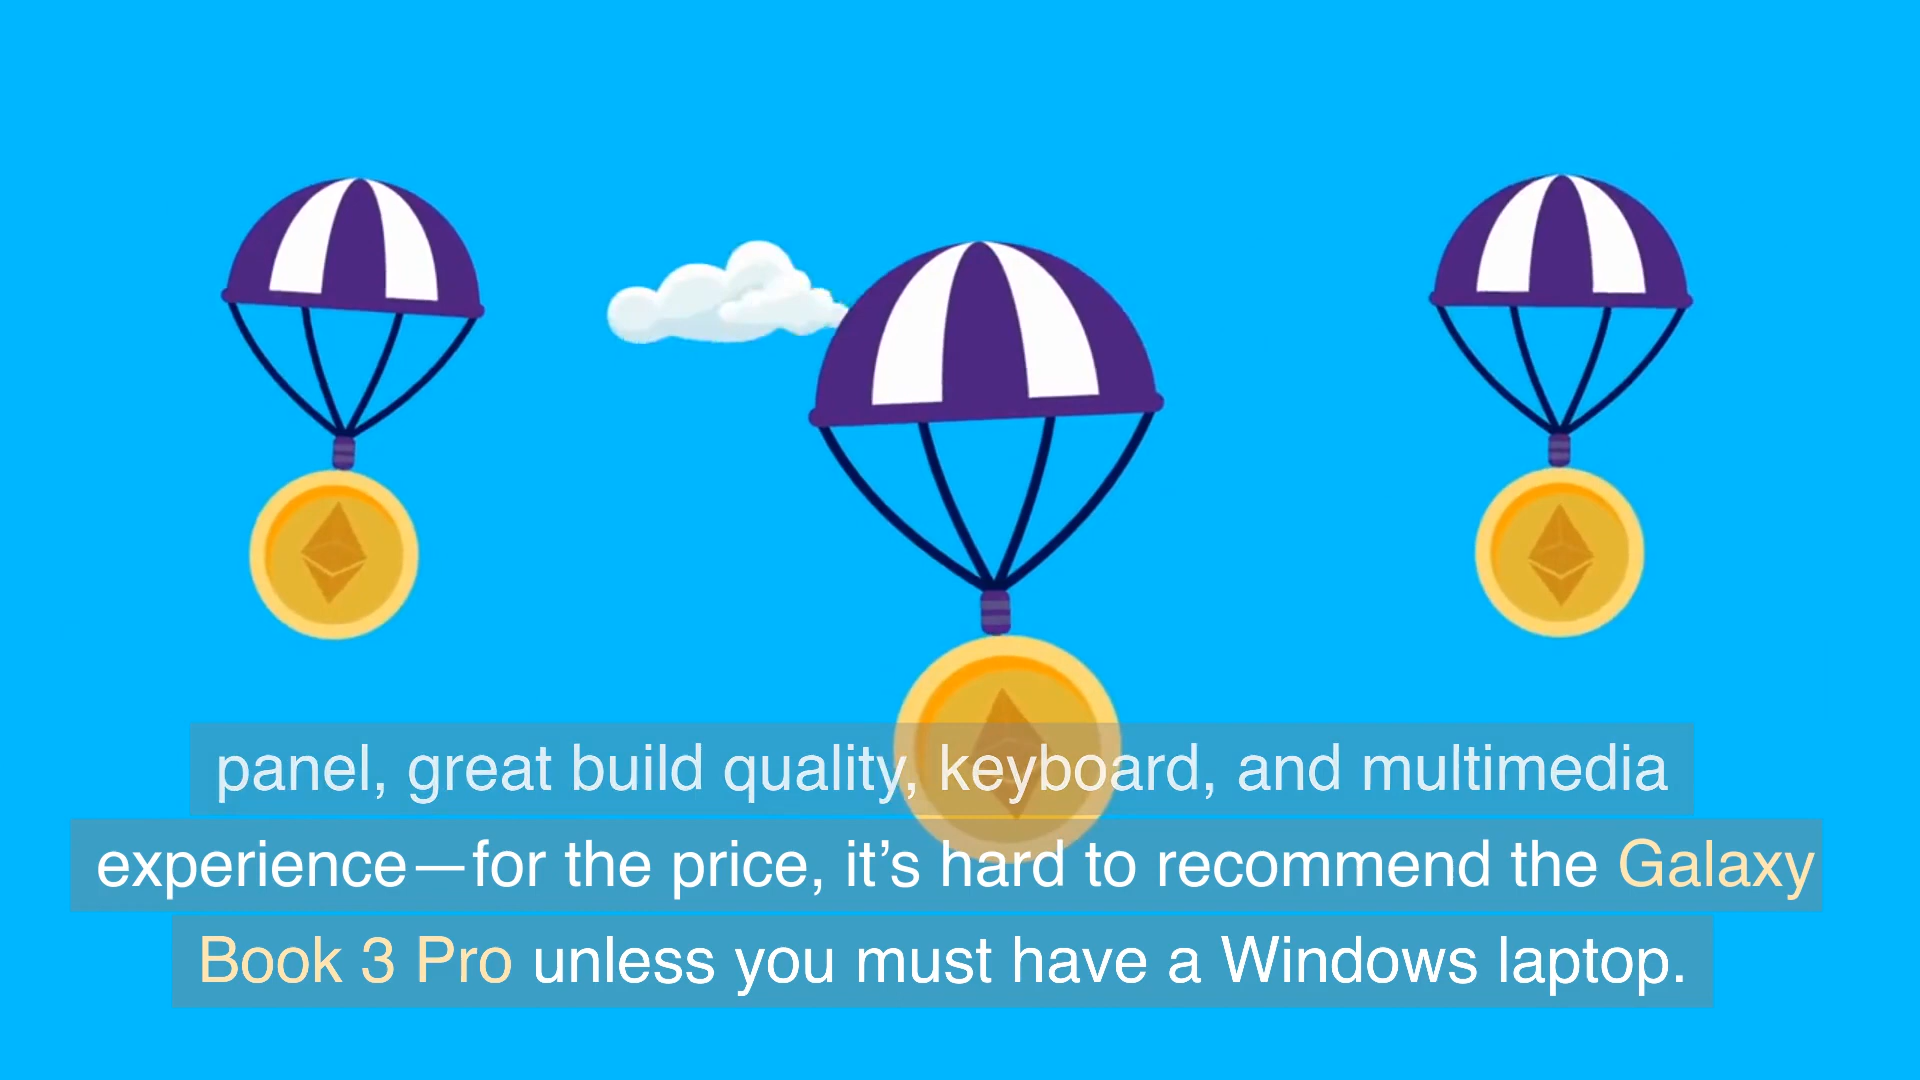 panel, great build quality, keyboard, and multimedia
experience—for the price, it’s hard to recommend the Galaxy
Book 3 Pro unless you must have a Windows laptop.